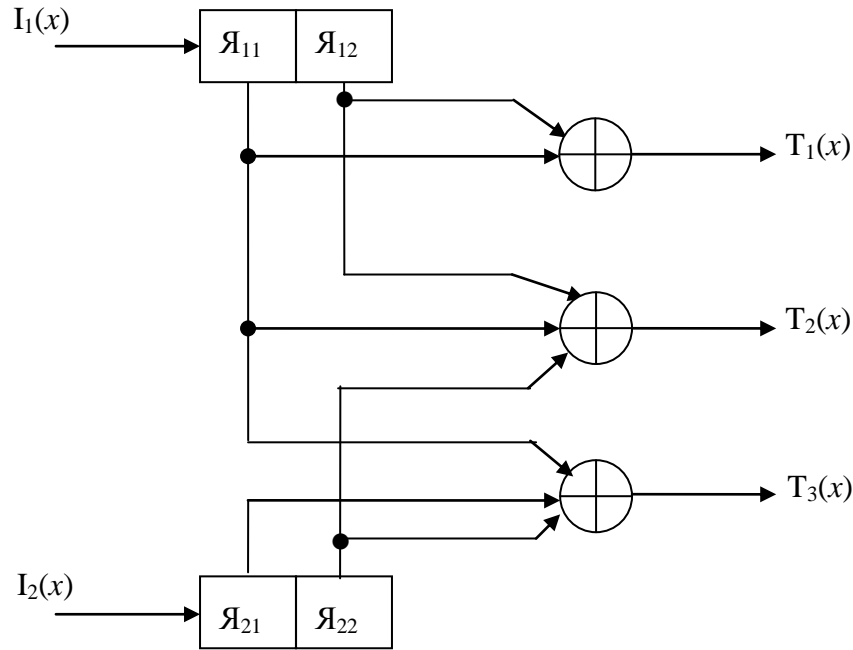 I₁(x)
Я₁₁ Я₁₂
T₁(x)
T₂(x)
T₃(x)
I₂(x)
Я₂₁ Я₂₂